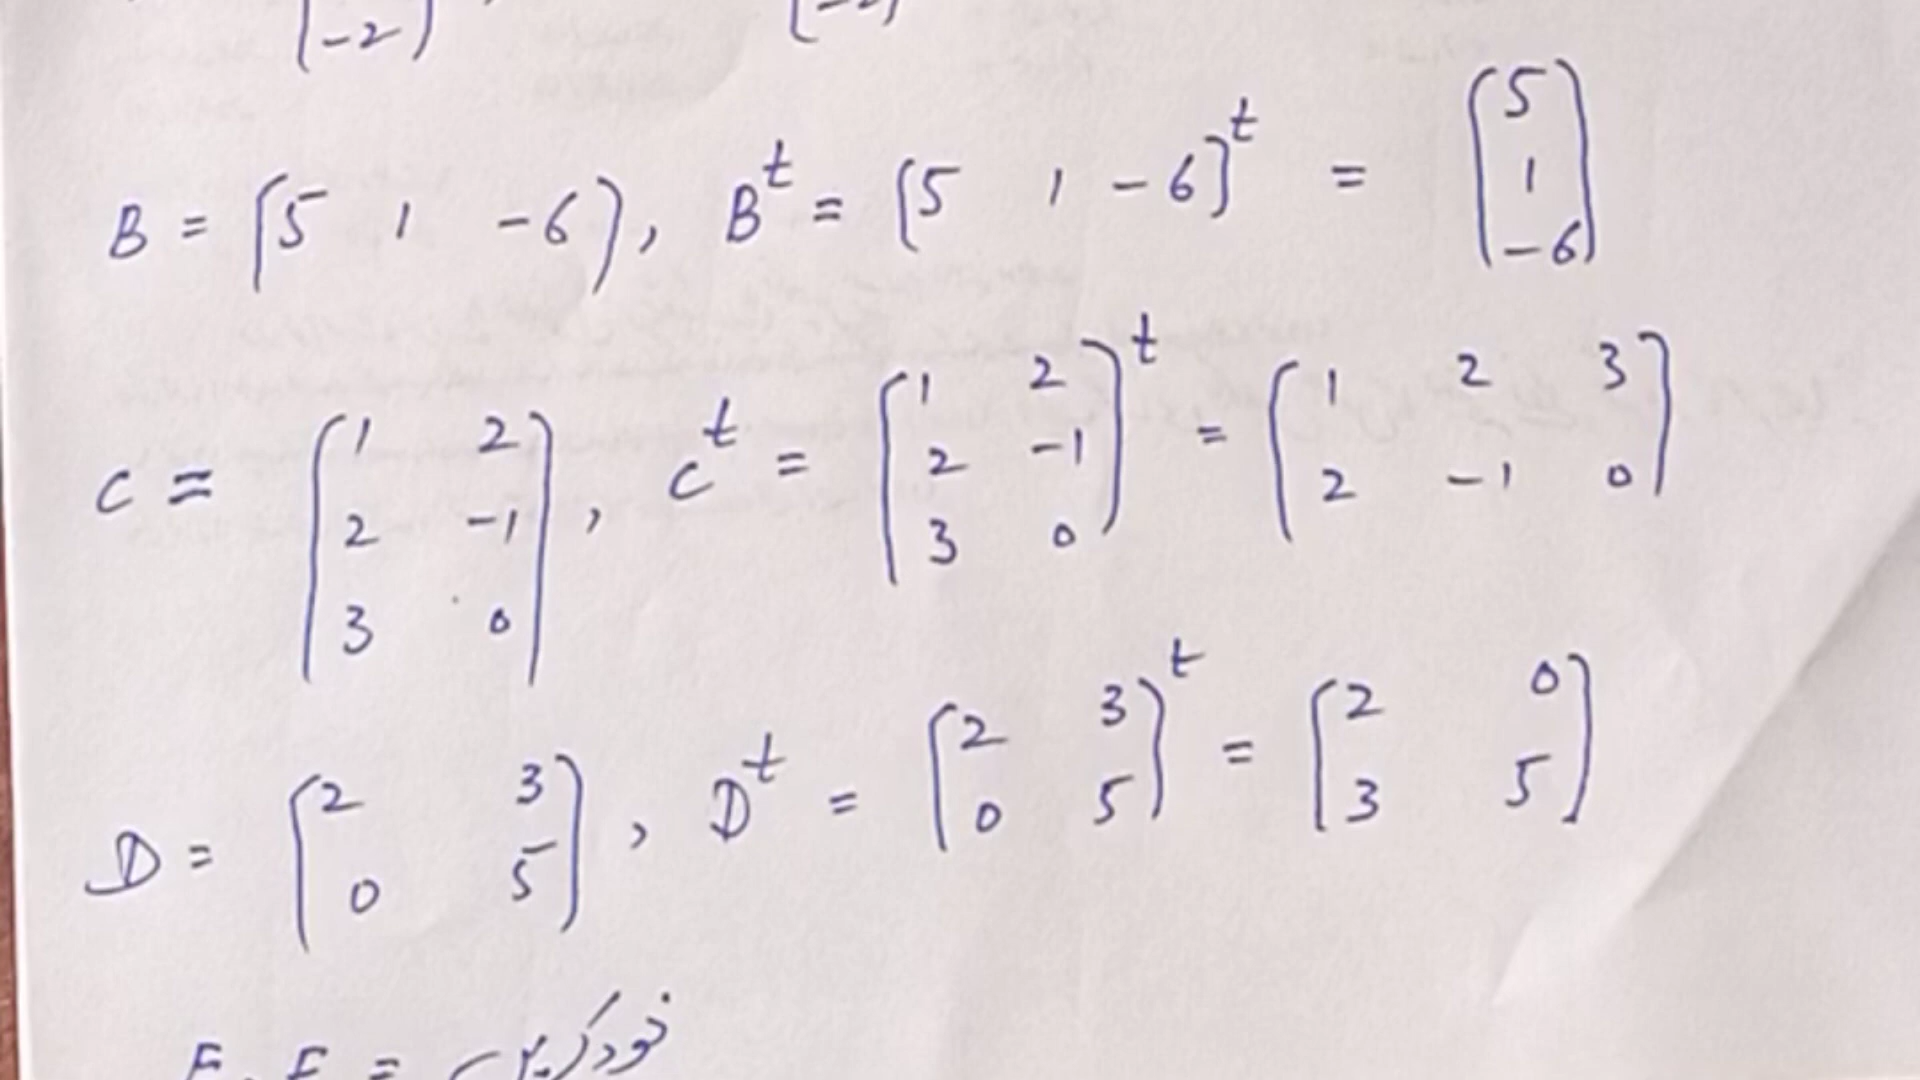 [-2]
B = [5 1 -6], B^t = [5 1 -6]^t = [5 1 -6]
C = [1 2
2 -1
3 0], C^t = [1 2
2 -1
3 0]^t = [1 2 3
2 -1 0]
D = [2 3
0 5], D^t = [2 3
0 5]^t = [2 0
3 5]